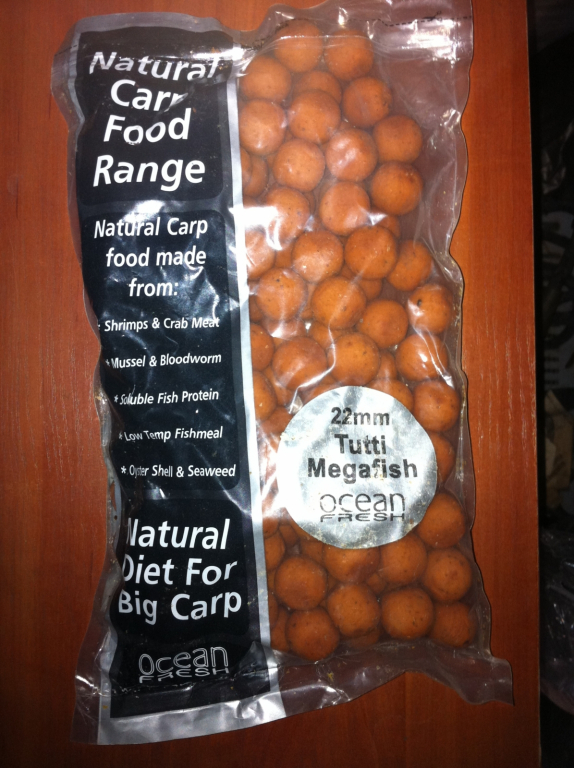 Natural
Carp
Food
Range
Natural Carp
food made
from:
* Shrimps & Crab Meat
* Mussel & Bloodworm
* Soluble Fish Protein
* Low Temp Fishmeal
* Oyster Shell & Seaweed
Natural
Diet For
Big Carp
ocean
FRESH
22mm
Tutti
Megafish
ocean
FRESH